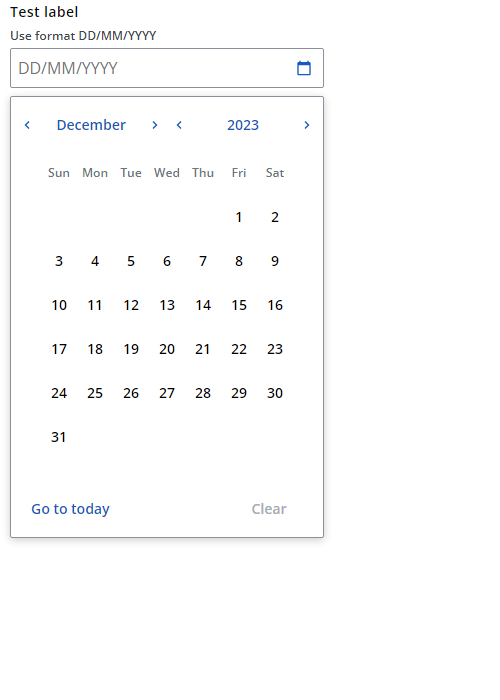 Test label
Use format DD/MM/YYYY
DD/MM/YYYY
December 2023
Sun Mon Tue Wed Thu Fri Sat
1 2
3 4 5 6 7 8 9
10 11 12 13 14 15 16
17 18 19 20 21 22 23
24 25 26 27 28 29 30
31
Go to today Clear